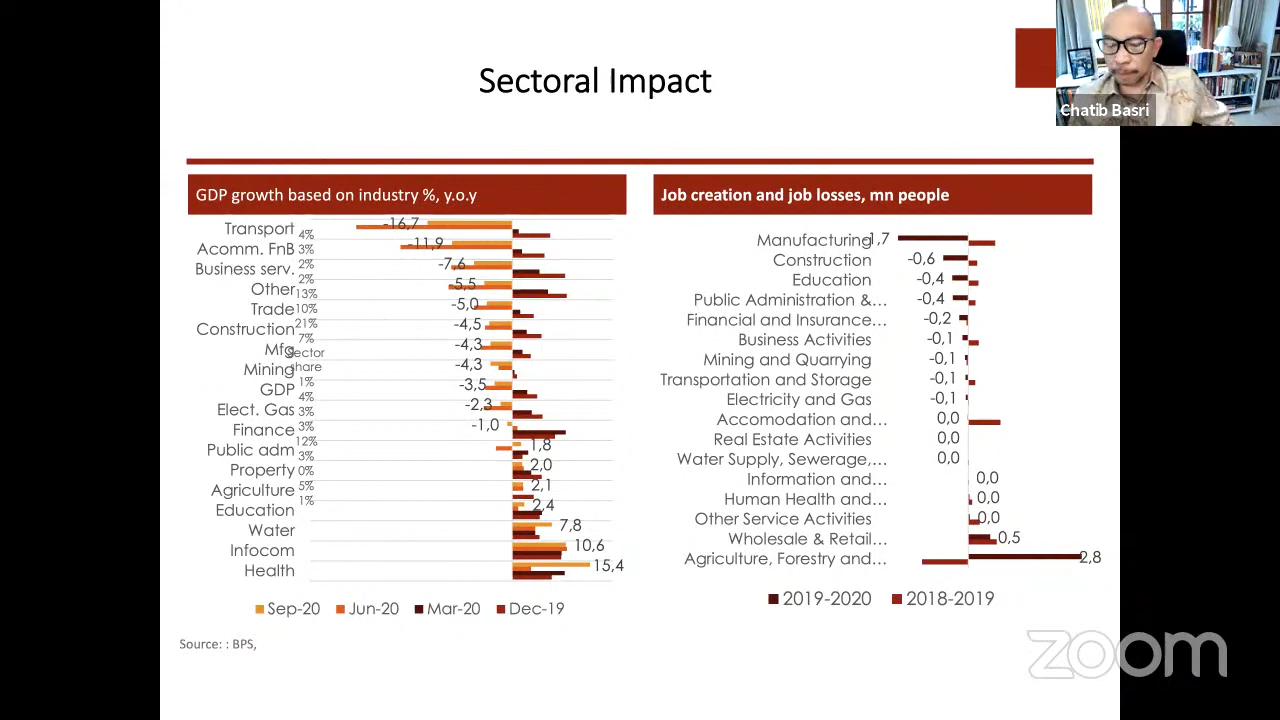 Sectoral Impact
Chatib Basri
GDP growth based on industry %, y.o.y
Transport
Acomm. FnB
Business serv.
Other
Trade
Construction
Mfg
Mining
GDP
Elect. Gas
Finance
Public adm
Property
Agriculture
Education
Water
Infocom
Health
4%
3%
2%
2%
13%
10%
21%
7%
Sector
share
1%
4%
3%
3%
12%
3%
0%
5%
1%
-16,7
-11,9
-7,6
-5,5
-5,0
-4,5
-4,3
-4,3
-3,5
-2,3
-1,0
1,8
2,0
2,1
2,4
7,8
10,6
15,4
Sep-20 Jun-20 Mar-20 Dec-19
Job creation and job losses, mn people
Manufacturing 1,7
Construction -0,6
Education -0,4
Public Administration &… -0,4
Financial and Insurance… -0,2
Business Activities -0,1
Mining and Quarrying -0,1
Transportation and Storage -0,1
Electricity and Gas -0,1
Accomodation and… 0,0
Real Estate Activities 0,0
Water Supply, Sewerage,… 0,0
Information and… 0,0
Human Health and… 0,0
Other Service Activities 0,0
Wholesale & Retail… 0,5
Agriculture, Forestry and… 2,8
2019-2020 2018-2019
Source: : BPS,
zoom